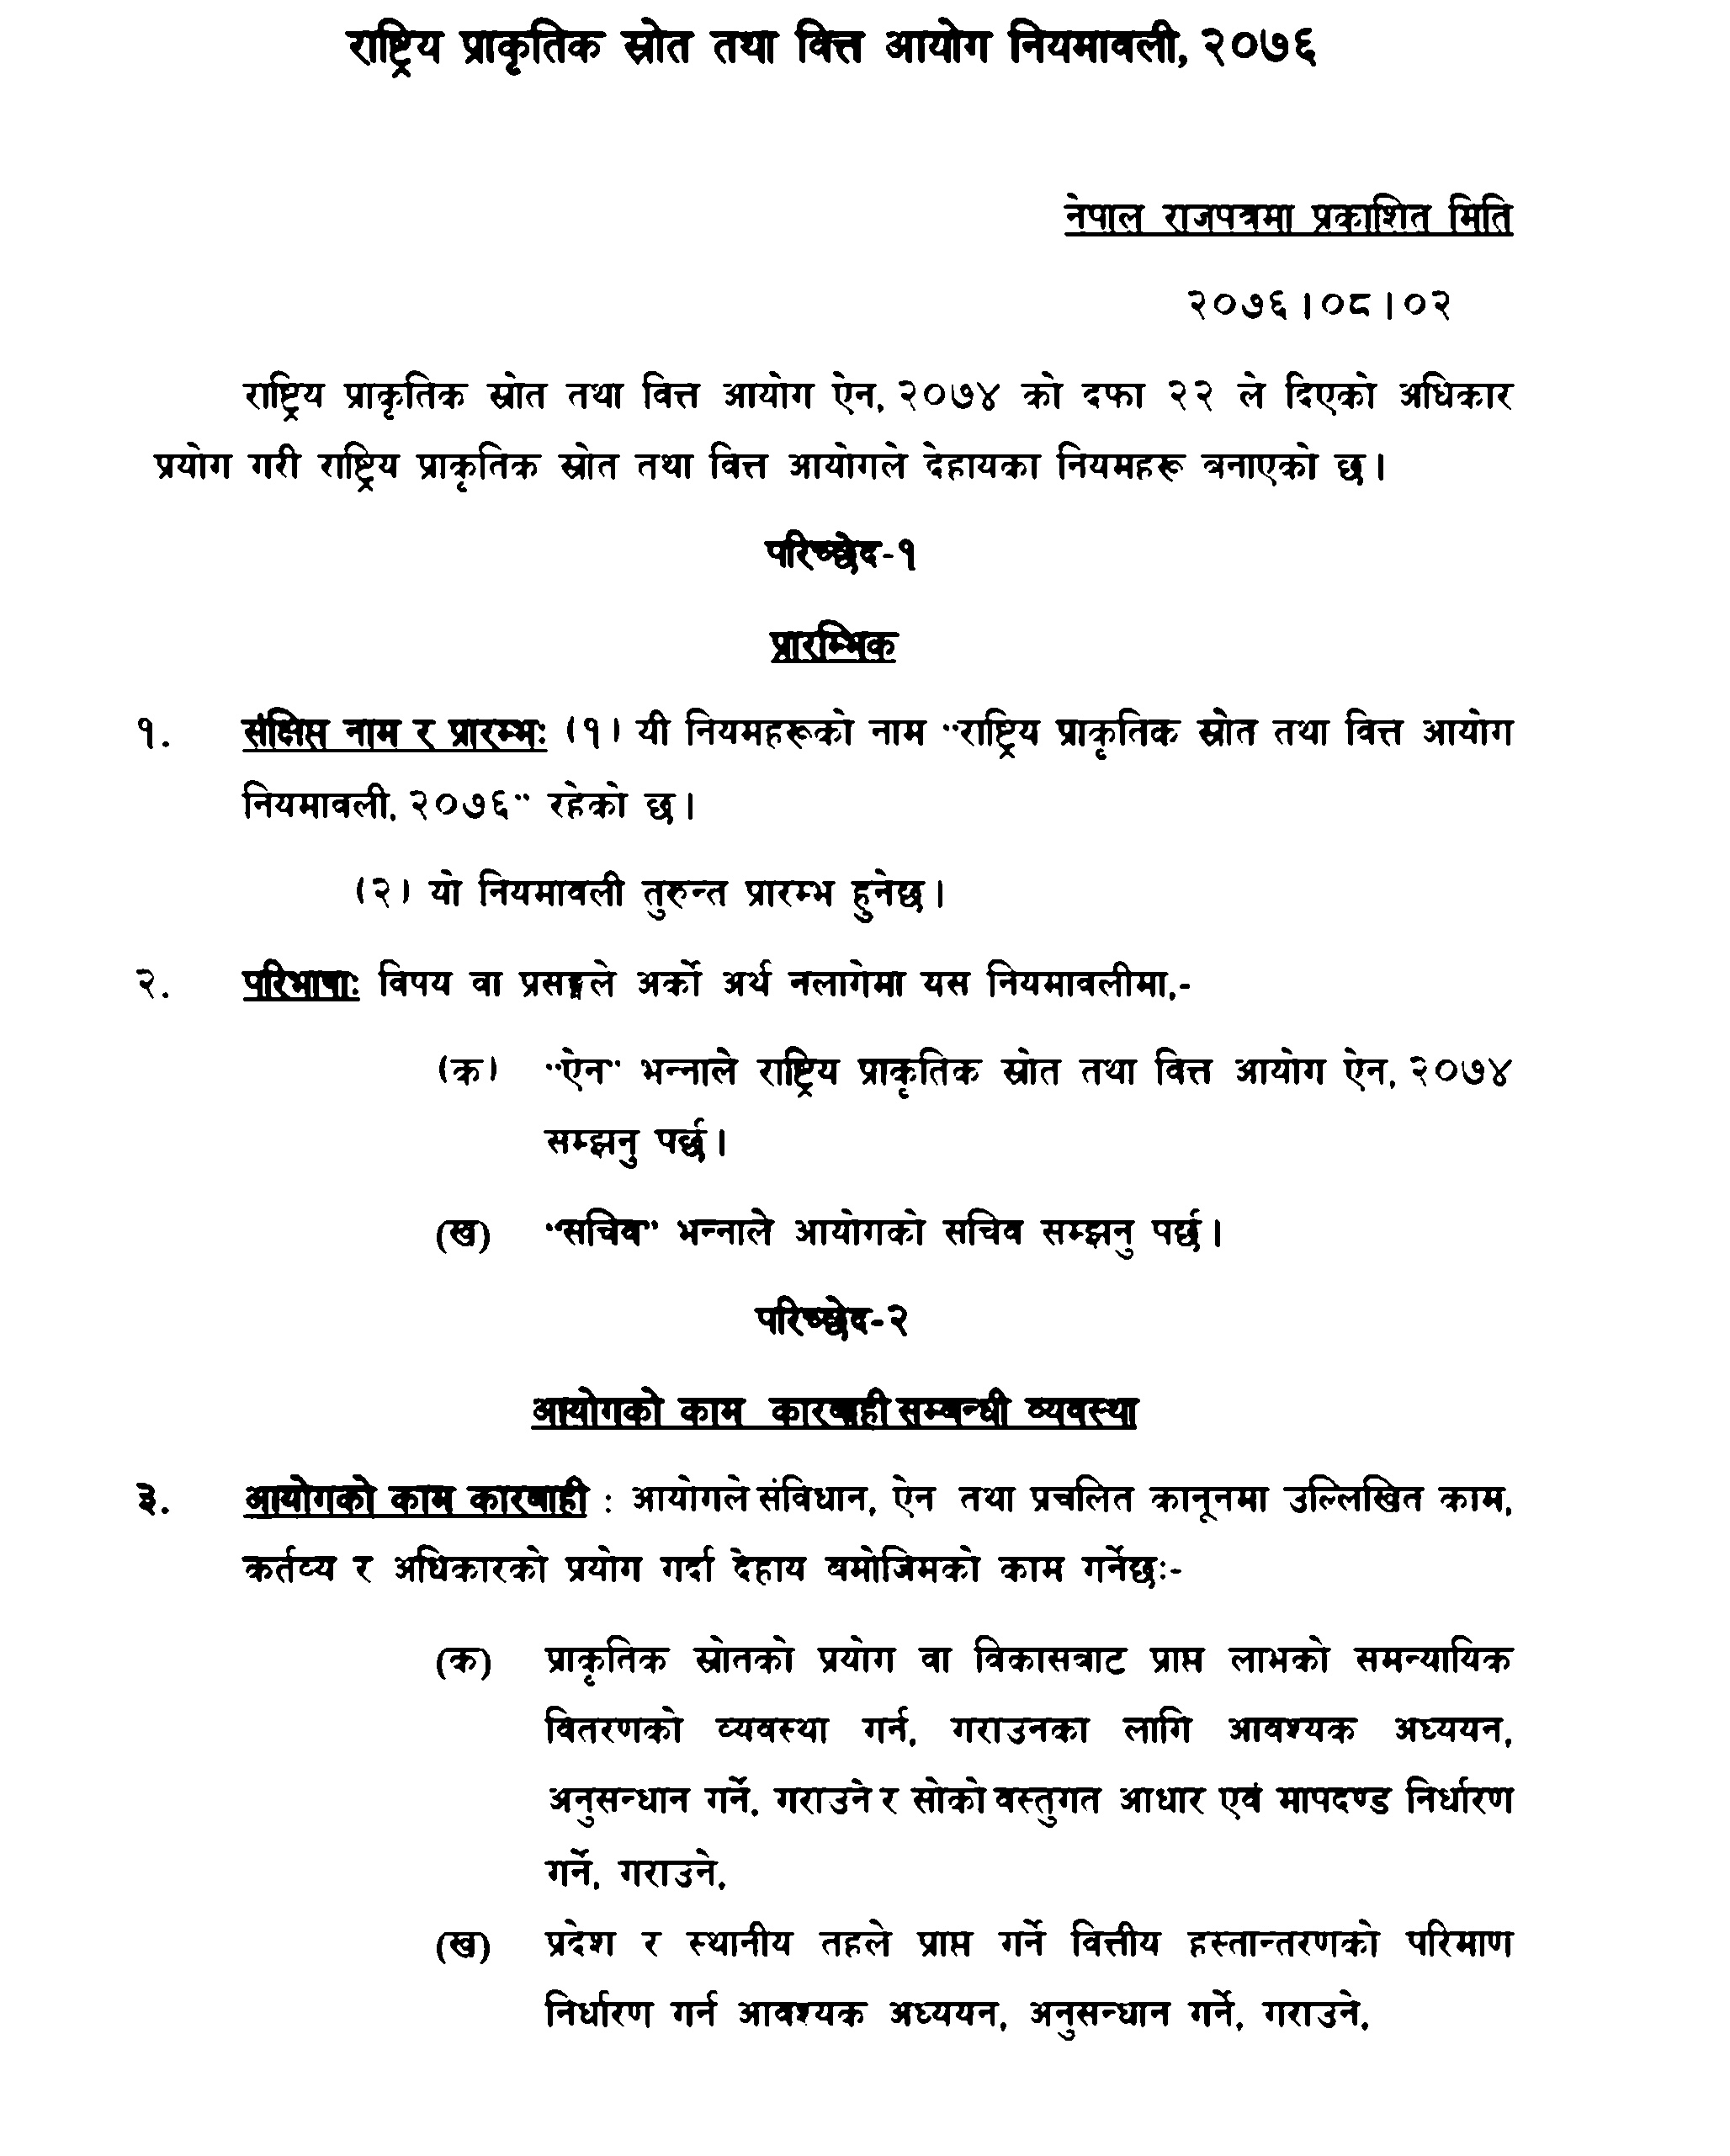 राष्ट्रिय प्राकृतिक स्रोत तथा वित्त आयोग नियमावली, २०७६
नेपाल राजपत्रमा प्रकाशित मिति
२०७६।०८।०२
राष्ट्रिय प्राकृतिक स्रोत तथा वित्त आयोग ऐन, २०७४ को दफा २२ ले दिएको अधिकार
प्रयोग गरी राष्ट्रिय प्राकृतिक स्रोत तथा वित्त आयोगले देहायका नियमहरू बनाएको छ।
परिच्छेद-१
प्रारम्भिक
१. संक्षिप्त नाम र प्रारम्भः (१) यी नियमहरूको नाम "राष्ट्रिय प्राकृतिक स्रोत तथा वित्त आयोग
नियमावली, २०७६" रहेको छ।
(२) यो नियमावली तुरुन्त प्रारम्भ हुनेछ।
२. परिभाषाः विषय वा प्रसङ्गले अर्को अर्थ नलागेमा यस नियमावलीमा,-
(क) "ऐन" भन्नाले राष्ट्रिय प्राकृतिक स्रोत तथा वित्त आयोग ऐन, २०७४
सम्झनु पर्छ।
(ख) "सचिव" भन्नाले आयोगको सचिव सम्झनु पर्छ।
परिच्छेद-२
आयोगको काम कारबाही सम्बन्धी व्यवस्था
३. आयोगको काम कारबाही : आयोगले संविधान, ऐन तथा प्रचलित कानूनमा उल्लिखित काम,
कर्तव्य र अधिकारको प्रयोग गर्दा देहाय बमोजिमको काम गर्नेछः-
(क) प्राकृतिक स्रोतको प्रयोग वा विकासबाट प्राप्त लाभको समन्यायिक
वितरणको व्यवस्था गर्न, गराउनका लागि आवश्यक अध्ययन,
अनुसन्धान गर्ने, गराउने र सोको वस्तुगत आधार एवं मापदण्ड निर्धारण
गर्ने, गराउने,
(ख) प्रदेश र स्थानीय तहले प्राप्त गर्ने वित्तीय हस्तान्तरणको परिमाण
निर्धारण गर्न आवश्यक अध्ययन, अनुसन्धान गर्ने, गराउने,